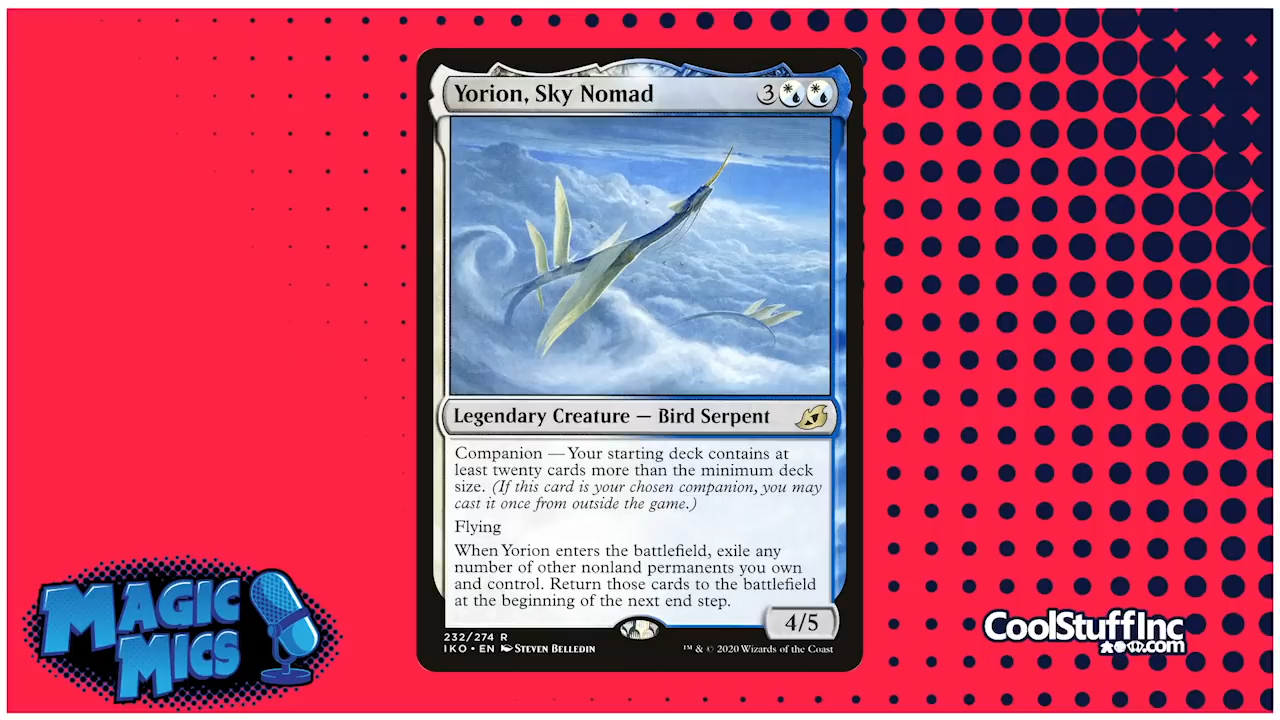 Yorion, Sky Nomad 3
Legendary Creature — Bird Serpent
Companion — Your starting deck contains at
least twenty cards more than the minimum deck
size. (If this card is your chosen companion, you may
cast it once from outside the game.)
Flying
When Yorion enters the battlefield, exile any
number of other nonland permanents you own
and control. Return those cards to the battlefield
at the beginning of the next end step.
4/5
232/274 R
IKO • EN Steven Belledin
™ & © 2020 Wizards of the Coast
MAGIC
MICS
CoolStuffInc
.com